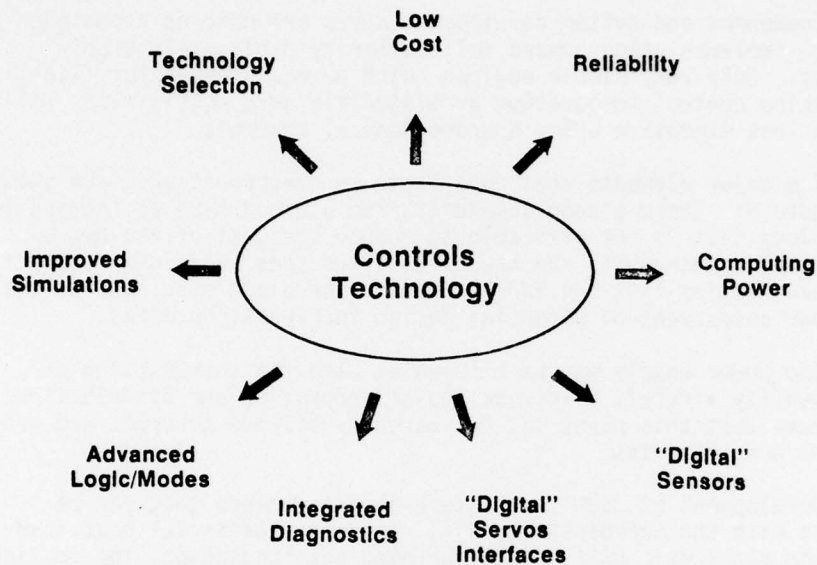 Low
Cost
Technology
Selection
Reliability
Controls
Technology
Improved
Simulations
Computing
Power
Advanced
Logic/Modes
Integrated
Diagnostics
"Digital"
Servos
Interfaces
"Digital"
Sensors